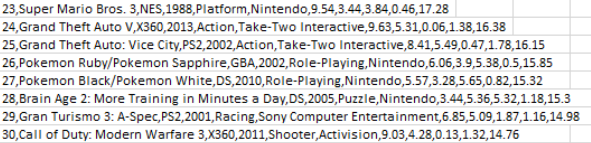 23,Super Mario Bros. 3,NES,1988,Platform,Nintendo,9.54,3.44,3.84,0.46,17.28
24,Grand Theft Auto V,X360,2013,Action,Take-Two Interactive,9.63,5.31,0.06,1.38,16.38
25,Grand Theft Auto: Vice City,PS2,2002,Action,Take-Two Interactive,8.41,5.49,0.47,1.78,16.15
26,Pokemon Ruby/Pokemon Sapphire,GBA,2002,Role-Playing,Nintendo,6.06,3.9,5.38,0.5,15.85
27,Pokemon Black/Pokemon White,DS,2010,Role-Playing,Nintendo,5.57,3.28,5.65,0.82,15.32
28,Brain Age 2: More Training in Minutes a Day,DS,2005,Puzzle,Nintendo,3.44,5.36,5.32,1.18,15.3
29,Gran Turismo 3: A-Spec,PS2,2001,Racing,Sony Computer Entertainment,6.85,5.09,1.87,1.16,14.98
30,Call of Duty: Modern Warfare 3,X360,2011,Shooter,Activision,9.03,4.28,0.13,1.32,14.76